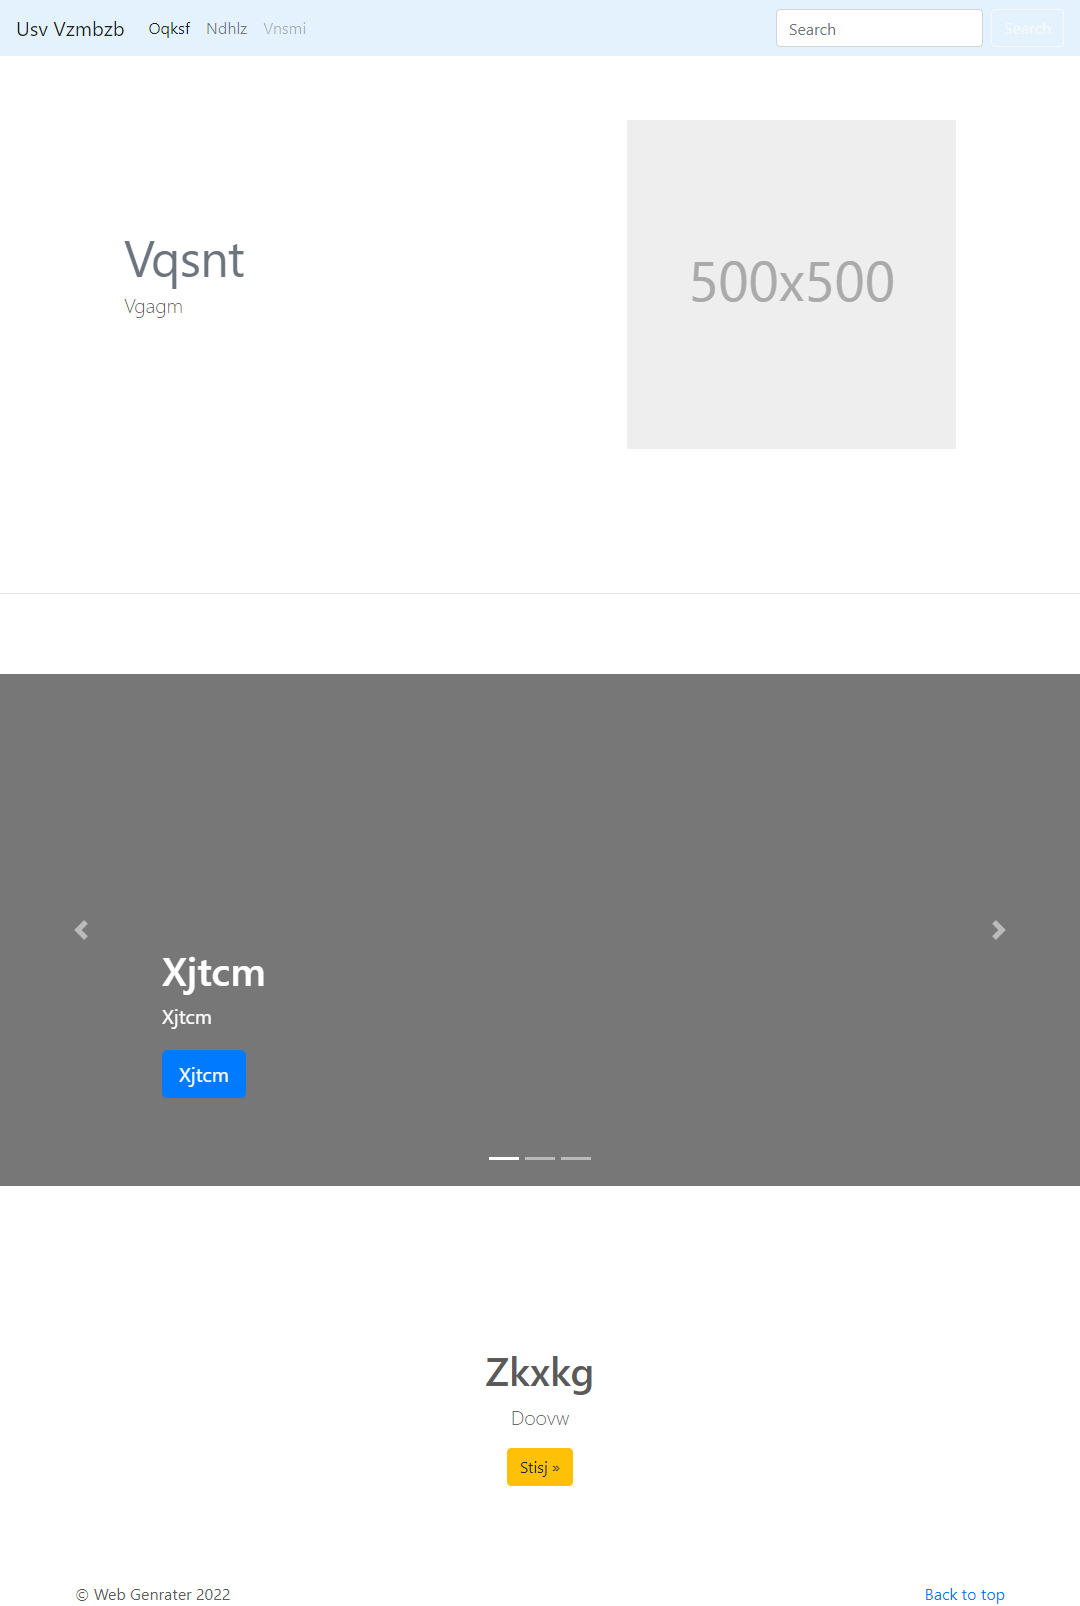 Usv Vzmbzb Oqksf Ndhlz Vnsmi Search Search
Vqsnt
Vgagm
500x500
Xjtcm
Xjtcm
Xjtcm
Zkxkg
Doovw
Stisj »
© Web Genrater 2022 Back to top